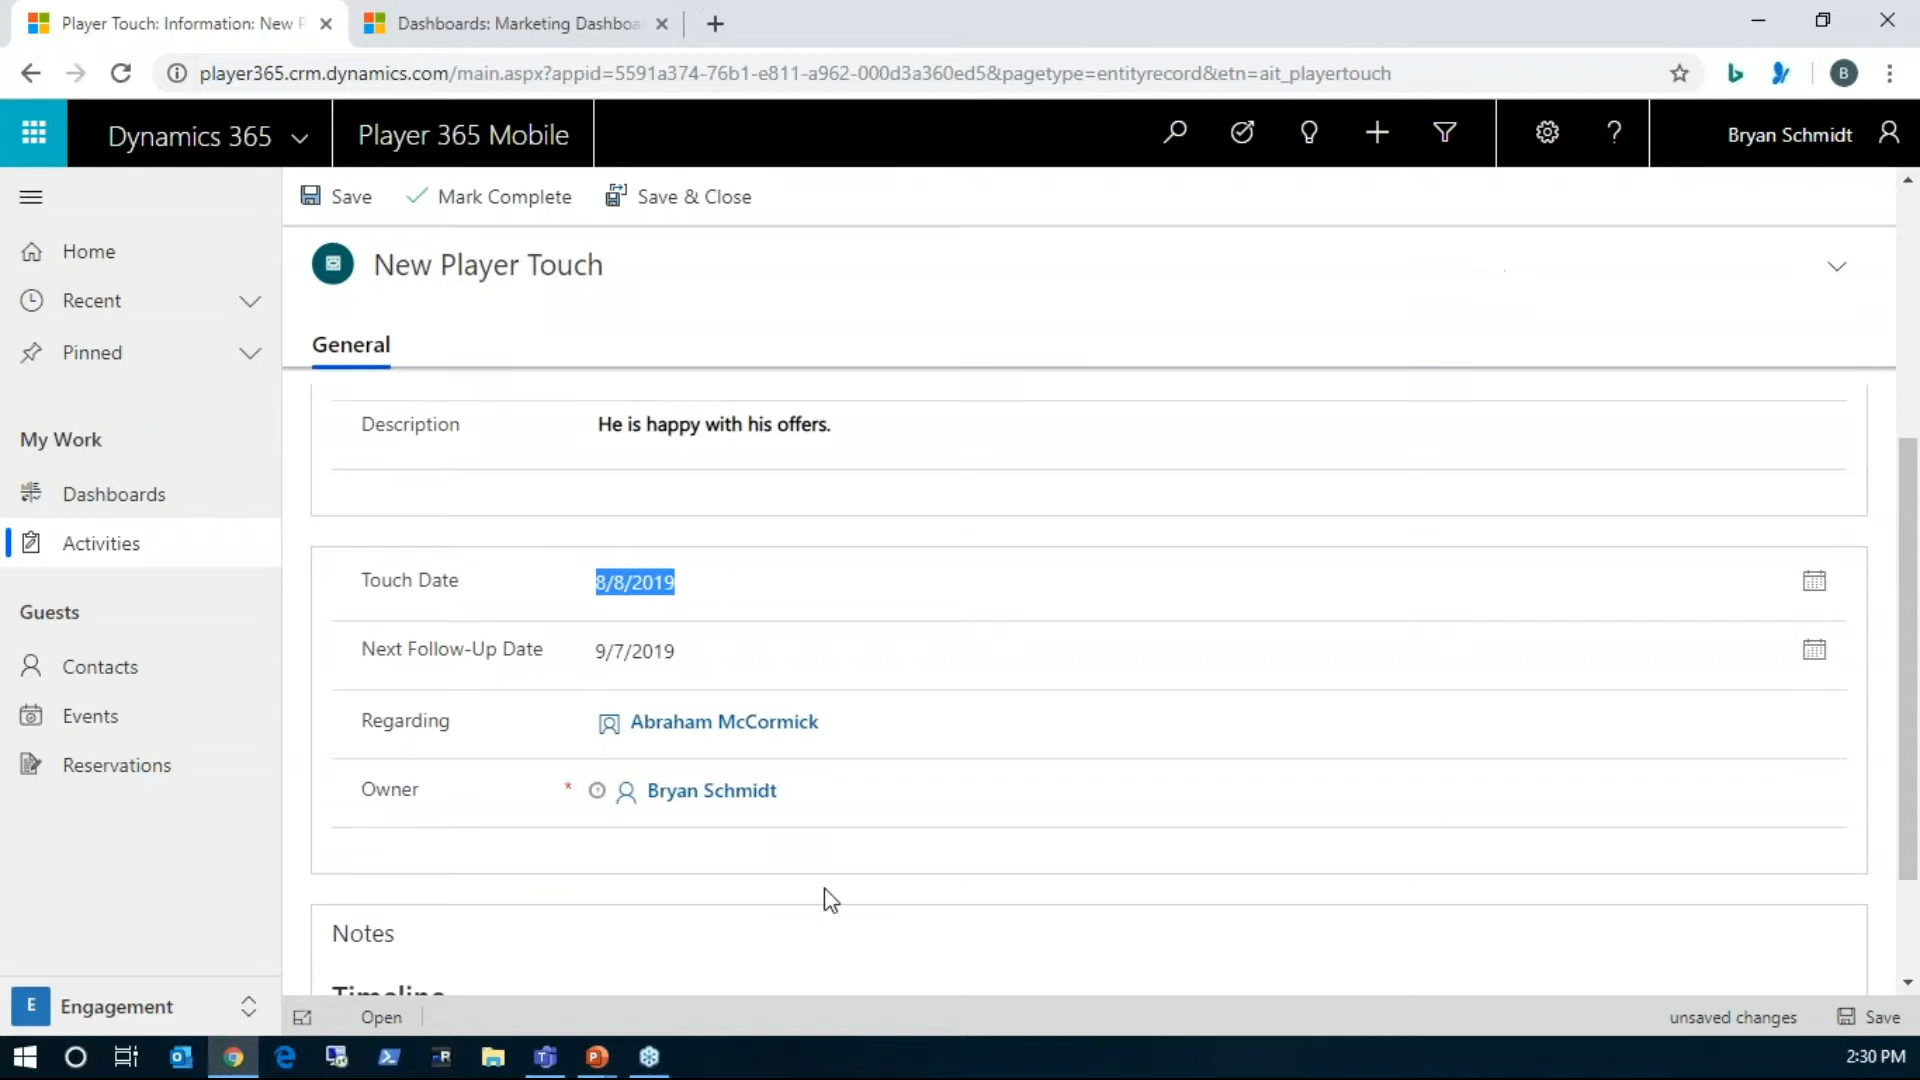 Player Touch: Information: New P
Dashboards: Marketing Dashboa
player365.crm.dynamics.com/main.aspx?appid=5591a374-76b1-e811-a962-000d3a360ed5&pagetype=entityrecord&etn=ait_playertouch
B
Dynamics 365
Player 365 Mobile
Bryan Schmidt
Save
Mark Complete
Save & Close
Home
Recent
Pinned
My Work
Dashboards
Activities
Guests
Contacts
Events
Reservations
E
Engagement
New Player Touch
General
Description
He is happy with his offers.
Touch Date
8/8/2019
Next Follow-Up Date
9/7/2019
Regarding
Abraham McCormick
Owner
*
Bryan Schmidt
Notes
Timeline
Open
unsaved changes
Save
2:30 PM